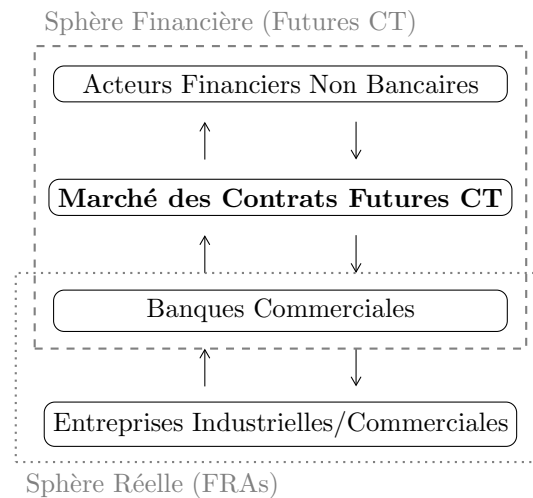 Sphère Financière (Futures CT)
Acteurs Financiers Non Bancaires
Marché des Contrats Futures CT
Banques Commerciales
Entreprises Industrielles/Commerciales
Sphère Réelle (FRAs)